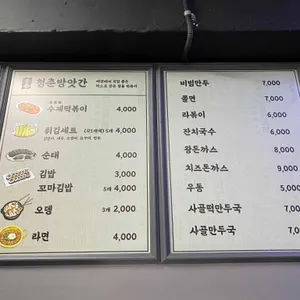 청춘방앗간
수제떡볶이 4,000
튀김세트 5개 4,000
순대 4,000
김밥 3,000
꼬마김밥 5개 4,000
오뎅 3개 2,000
라면 4,000
비빔만두 7,000
쫄면 7,000
라볶이 6,000
잔치국수 6,000
왕돈까스 8,000
치즈돈까스 9,000
우동 5,000
사골떡만두국
사골만두국